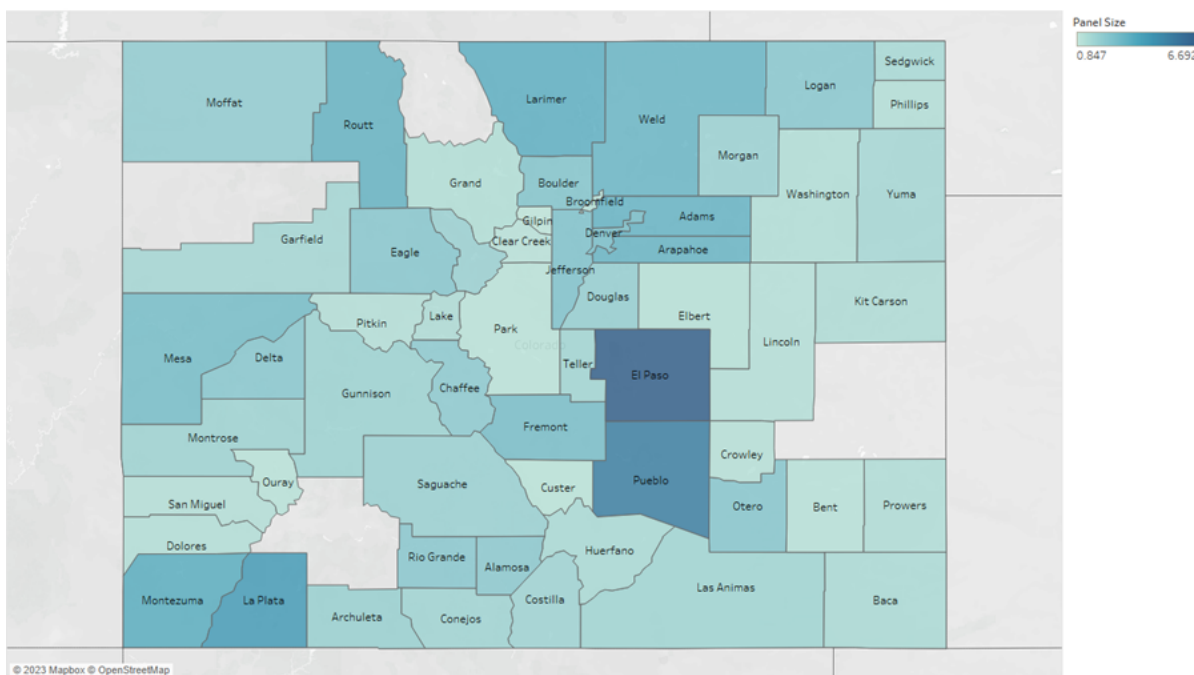 Panel Size
0.847 6.692
Sedgwick
Logan
Moffat
Larimer
Phillips
Weld
Routt
Morgan
Grand
Boulder
Washington
Yuma
Broomfield
Gilpin
Adams
Denver
Garfield
Clear Creek
Eagle
Arapahoe
Jefferson
Douglas
Kit Carson
Lake
Elbert
Pitkin
Park
Lincoln
Colorado
Mesa
Delta
Teller
El Paso
Chaffee
Gunnison
Fremont
Montrose
Crowley
Ouray
Saguache
Custer
Pueblo
San Miguel
Otero
Bent
Prowers
Dolores
Huerfano
Rio Grande
Alamosa
Montezuma
La Plata
Costilla
Las Animas
Baca
Archuleta
Conejos
© 2023 Mapbox © OpenStreetMap